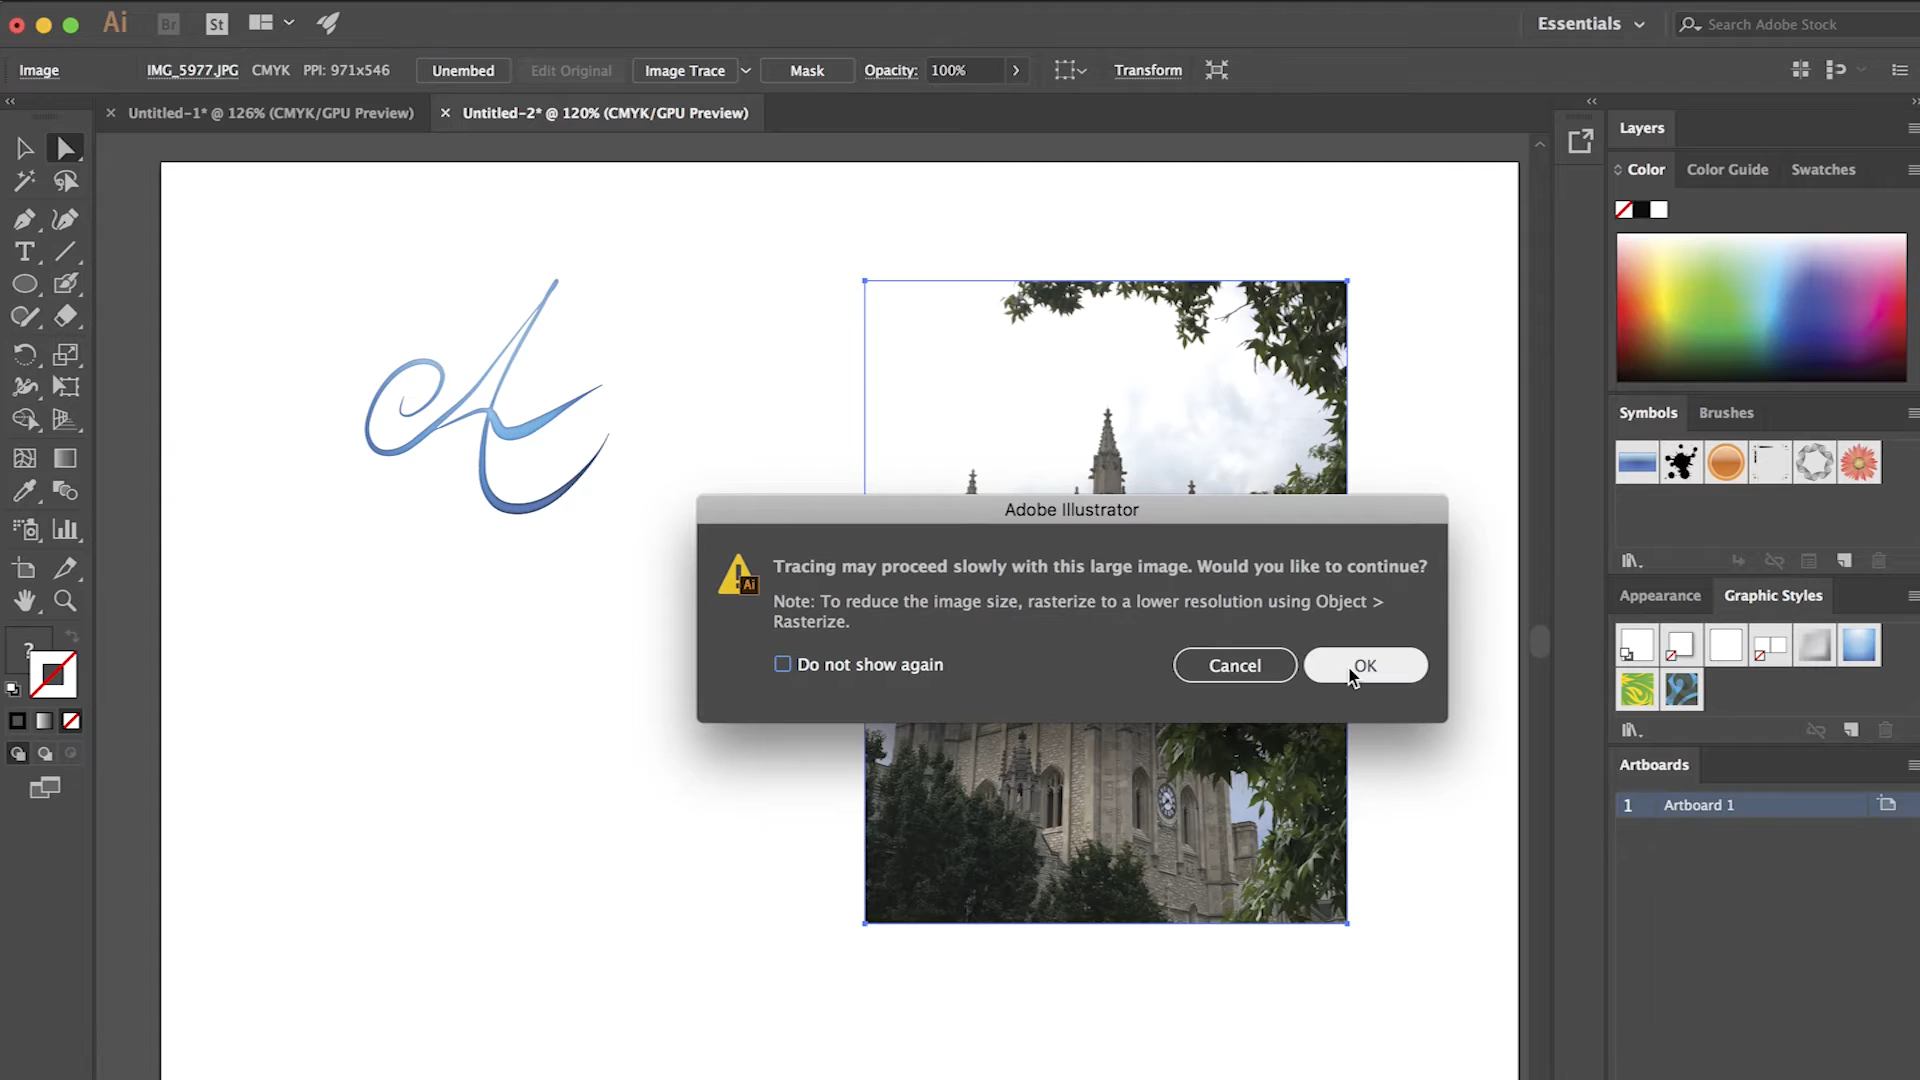 Ai Br St Essentials Search Adobe Stock
Image IMG_5977.JPG CMYK PPI: 971x546 Unembed Edit Original Image Trace Mask Opacity: 100% Transform
Untitled-1* @ 126% (CMYK/GPU Preview) Untitled-2* @ 120% (CMYK/GPU Preview)
Layers
Color Color Guide Swatches
Symbols Brushes
Adobe Illustrator
Ai
Tracing may proceed slowly with this large image. Would you like to continue?
Note: To reduce the image size, rasterize to a lower resolution using Object >
Rasterize.
Do not show again Cancel OK
Appearance Graphic Styles
?
Artboards
1 Artboard 1